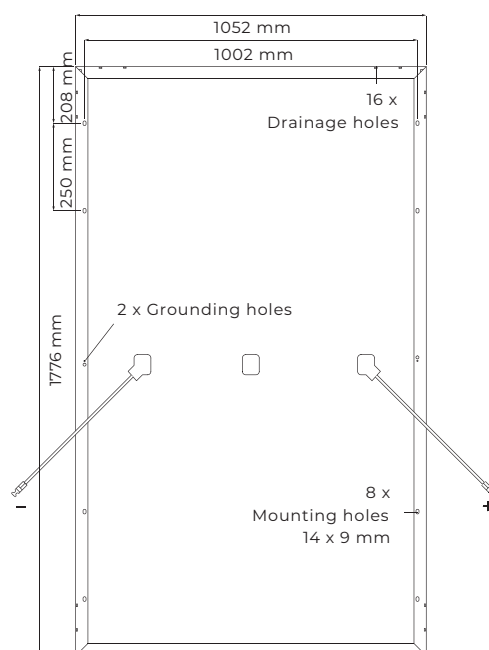 1052 mm
1002 mm
208 mm
16 x
Drainage holes
250 mm
2 x Grounding holes
1776 mm
−
+
8 x
Mounting holes
14 x 9 mm